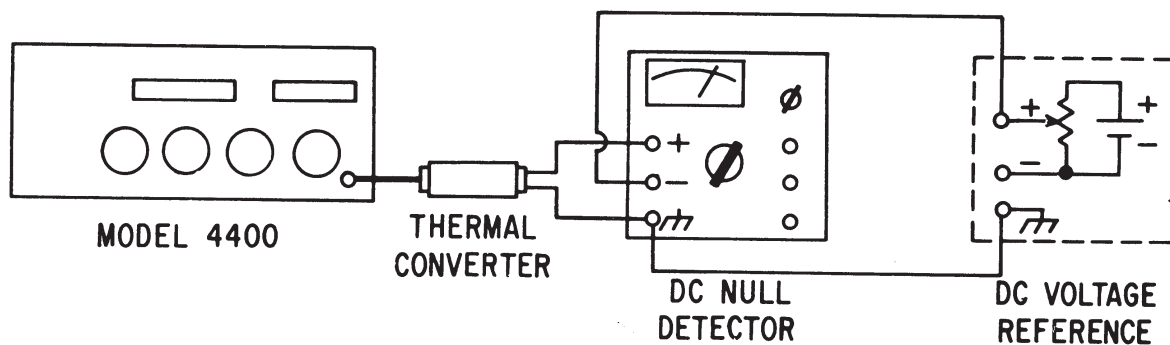 +
-
+
-
+
-
MODEL 4400
THERMAL
CONVERTER
DC NULL
DETECTOR
DC VOLTAGE
REFERENCE